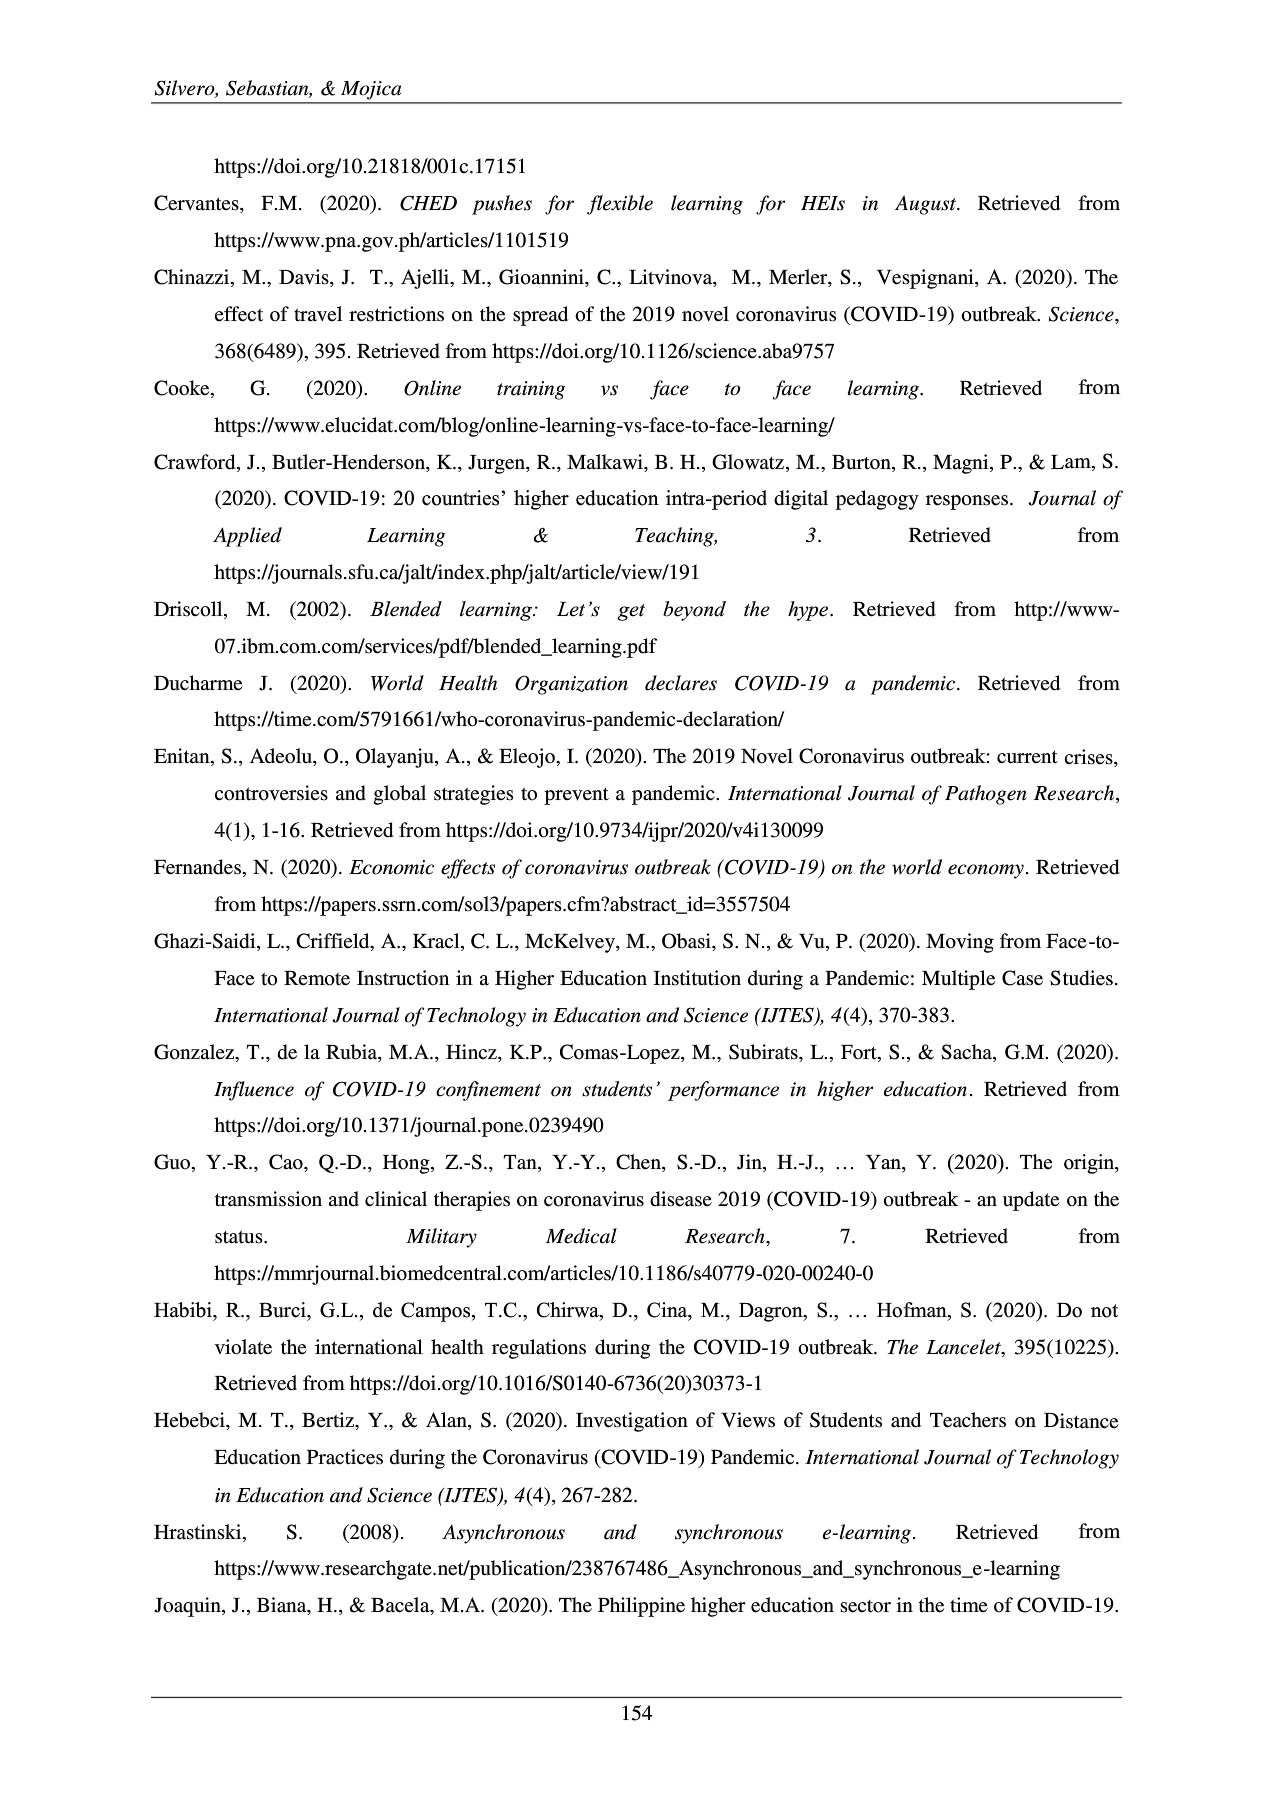 Silvero, Sebastian, & Mojica
https://doi.org/10.21818/001c.17151
Cervantes, F.M. (2020). CHED pushes for flexible learning for HEIs in August. Retrieved from
https://www.pna.gov.ph/articles/1101519
Chinazzi, M., Davis, J. T., Ajelli, M., Gioannini, C., Litvinova, M., Merler, S., Vespignani, A. (2020). The
effect of travel restrictions on the spread of the 2019 novel coronavirus (COVID-19) outbreak. Science,
368(6489), 395. Retrieved from https://doi.org/10.1126/science.aba9757
Cooke, G. (2020). Online training vs face to face learning. Retrieved from
https://www.elucidat.com/blog/online-learning-vs-face-to-face-learning/
Crawford, J., Butler-Henderson, K., Jurgen, R., Malkawi, B. H., Glowatz, M., Burton, R., Magni, P., & Lam, S.
(2020). COVID-19: 20 countries’ higher education intra-period digital pedagogy responses. Journal of
Applied Learning & Teaching, 3. Retrieved from
https://journals.sfu.ca/jalt/index.php/jalt/article/view/191
Driscoll, M. (2002). Blended learning: Let’s get beyond the hype. Retrieved from http://www-
07.ibm.com.com/services/pdf/blended_learning.pdf
Ducharme J. (2020). World Health Organization declares COVID-19 a pandemic. Retrieved from
https://time.com/5791661/who-coronavirus-pandemic-declaration/
Enitan, S., Adeolu, O., Olayanju, A., & Eleojo, I. (2020). The 2019 Novel Coronavirus outbreak: current crises,
controversies and global strategies to prevent a pandemic. International Journal of Pathogen Research,
4(1), 1-16. Retrieved from https://doi.org/10.9734/ijpr/2020/v4i130099
Fernandes, N. (2020). Economic effects of coronavirus outbreak (COVID-19) on the world economy. Retrieved
from https://papers.ssrn.com/sol3/papers.cfm?abstract_id=3557504
Ghazi-Saidi, L., Criffield, A., Kracl, C. L., McKelvey, M., Obasi, S. N., & Vu, P. (2020). Moving from Face-to-
Face to Remote Instruction in a Higher Education Institution during a Pandemic: Multiple Case Studies.
International Journal of Technology in Education and Science (IJTES), 4(4), 370-383.
Gonzalez, T., de la Rubia, M.A., Hincz, K.P., Comas-Lopez, M., Subirats, L., Fort, S., & Sacha, G.M. (2020).
Influence of COVID-19 confinement on students’ performance in higher education. Retrieved from
https://doi.org/10.1371/journal.pone.0239490
Guo, Y.-R., Cao, Q.-D., Hong, Z.-S., Tan, Y.-Y., Chen, S.-D., Jin, H.-J., … Yan, Y. (2020). The origin,
transmission and clinical therapies on coronavirus disease 2019 (COVID-19) outbreak - an update on the
status. Military Medical Research, 7. Retrieved from
https://mmrjournal.biomedcentral.com/articles/10.1186/s40779-020-00240-0
Habibi, R., Burci, G.L., de Campos, T.C., Chirwa, D., Cina, M., Dagron, S., … Hofman, S. (2020). Do not
violate the international health regulations during the COVID-19 outbreak. The Lancelet, 395(10225).
Retrieved from https://doi.org/10.1016/S0140-6736(20)30373-1
Hebebci, M. T., Bertiz, Y., & Alan, S. (2020). Investigation of Views of Students and Teachers on Distance
Education Practices during the Coronavirus (COVID-19) Pandemic. International Journal of Technology
in Education and Science (IJTES), 4(4), 267-282.
Hrastinski, S. (2008). Asynchronous and synchronous e-learning. Retrieved from
https://www.researchgate.net/publication/238767486_Asynchronous_and_synchronous_e-learning
Joaquin, J., Biana, H., & Bacela, M.A. (2020). The Philippine higher education sector in the time of COVID-19.
154